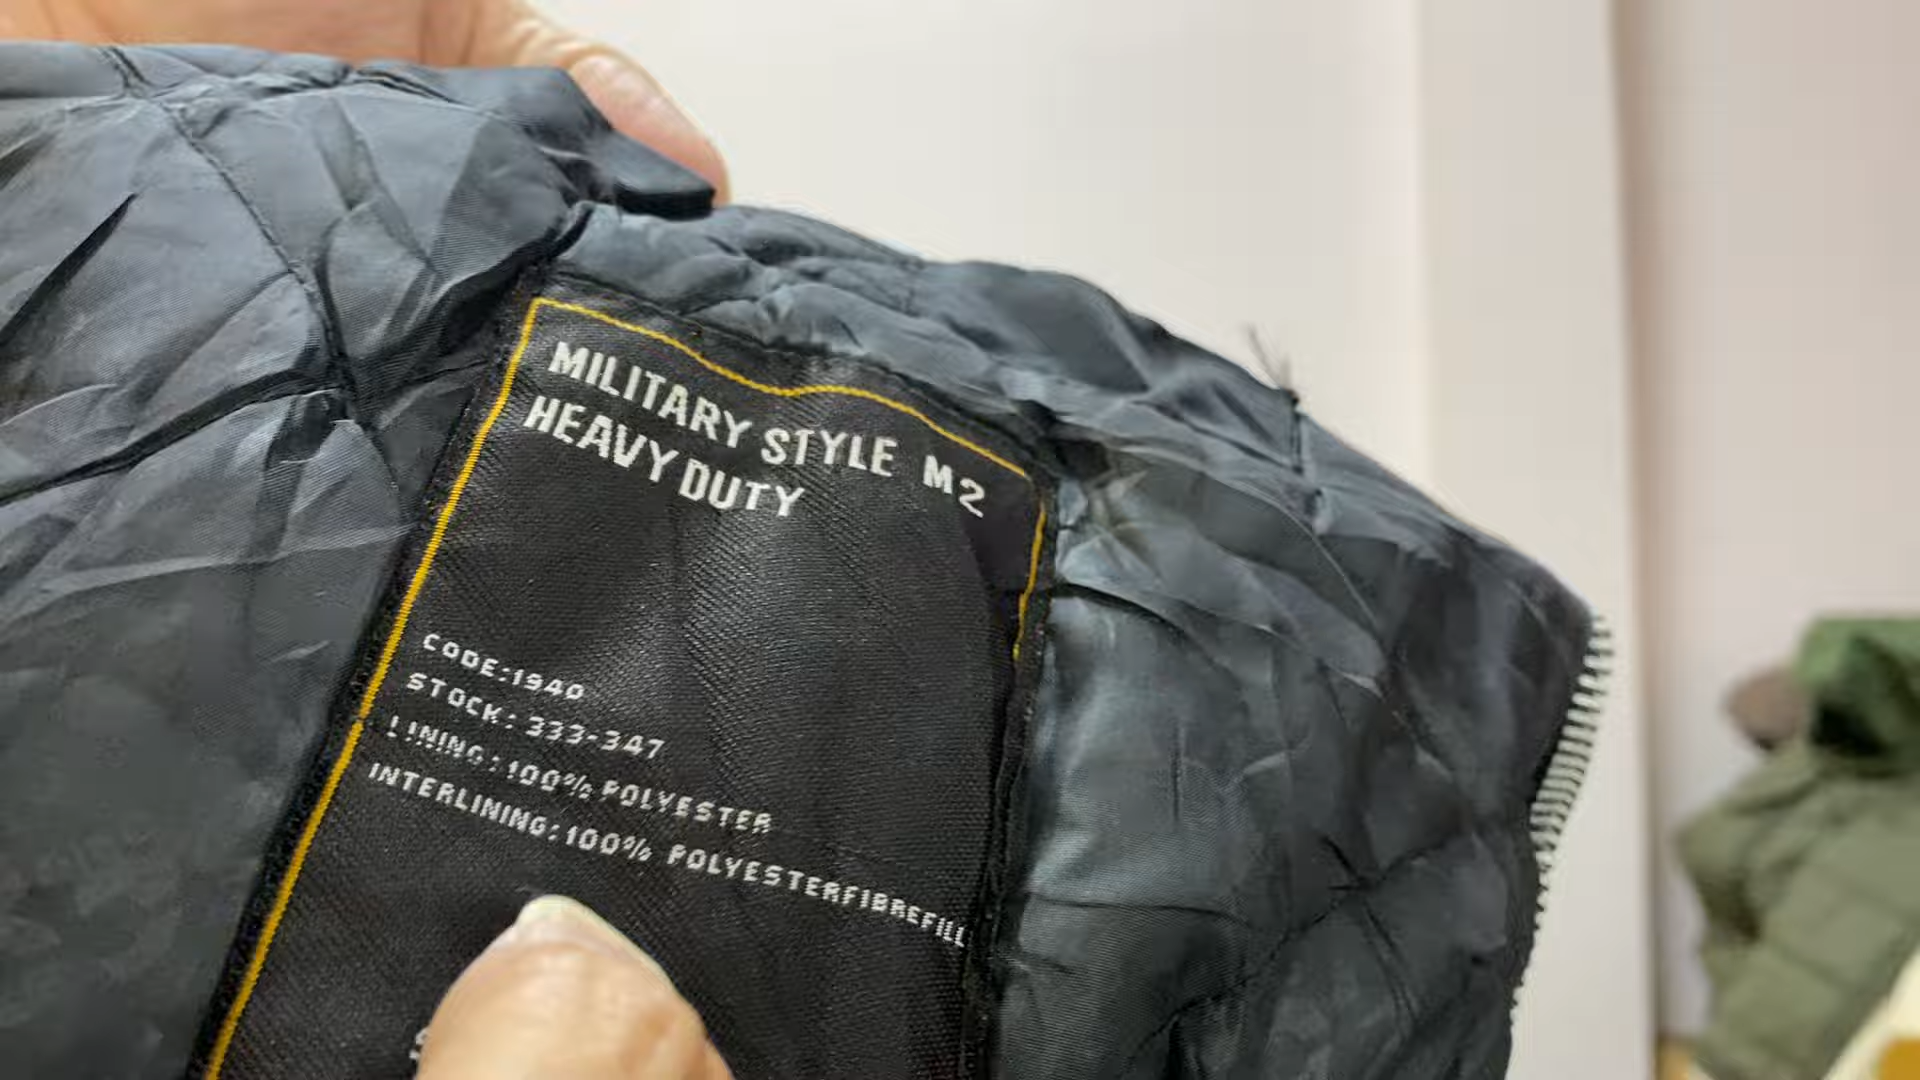 MILITARY STYLE M2
HEAVY DUTY
CODE:1940
STOCK: 333-347
LINING:100% POLYESTER
INTERLINING:100% POLYESTERFIBREFILL